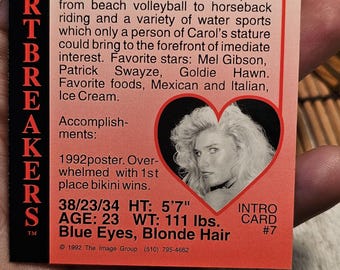 from beach volleyball to horseback
riding and a variety of water sports
which only a person of Carol's stature
could bring to the forefront of imediate
interest. Favorite stars: Mel Gibson,
Patrick Swayze, Goldie Hawn.
Favorite foods, Mexican and Italian,
Ice Cream.
Accomplish-
ments:
1992poster. Over-
whelmed with 1st
place bikini wins.
38/23/34 HT: 5'7"
AGE: 23 WT: 111 lbs.
Blue Eyes, Blonde Hair
© 1992 The Image Group (510) 795-4662
INTRO
CARD
#7
RTBREAKERS™